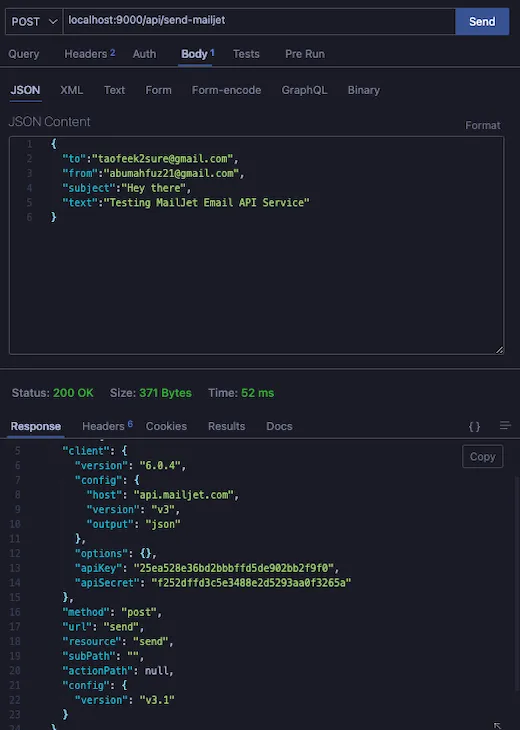 POST localhost:9000/api/send-mailjet Send
Query Headers 2 Auth Body 1 Tests Pre Run
JSON XML Text Form Form-encode GraphQL Binary
JSON Content
Format
1 {
2 "to":"taofeek2sure@gmail.com",
3 "from":"abumahfuz21@gmail.com",
4 "subject":"Hey there",
5 "text":"Testing MailJet Email API Service"
6 }
Status: 200 OK Size: 371 Bytes Time: 52 ms
Response Headers 6 Cookies Results Docs { }
Copy
5 "client": {
6 "version": "6.0.4",
7 "config": {
8 "host": "api.mailjet.com",
9 "version": "v3",
10 "output": "json"
11 },
12 "options": {},
13 "apiKey": "25ea528e36bd2bbbffd5de902bb2f9f0",
14 "apiSecret": "f252dffd3c5e3488e2d5293aa0f3265a"
15 },
16 "method": "post",
17 "url": "send",
18 "resource": "send",
19 "subPath": "",
20 "actionPath": null,
21 "config": {
22 "version": "v3.1"
23 }
24 }